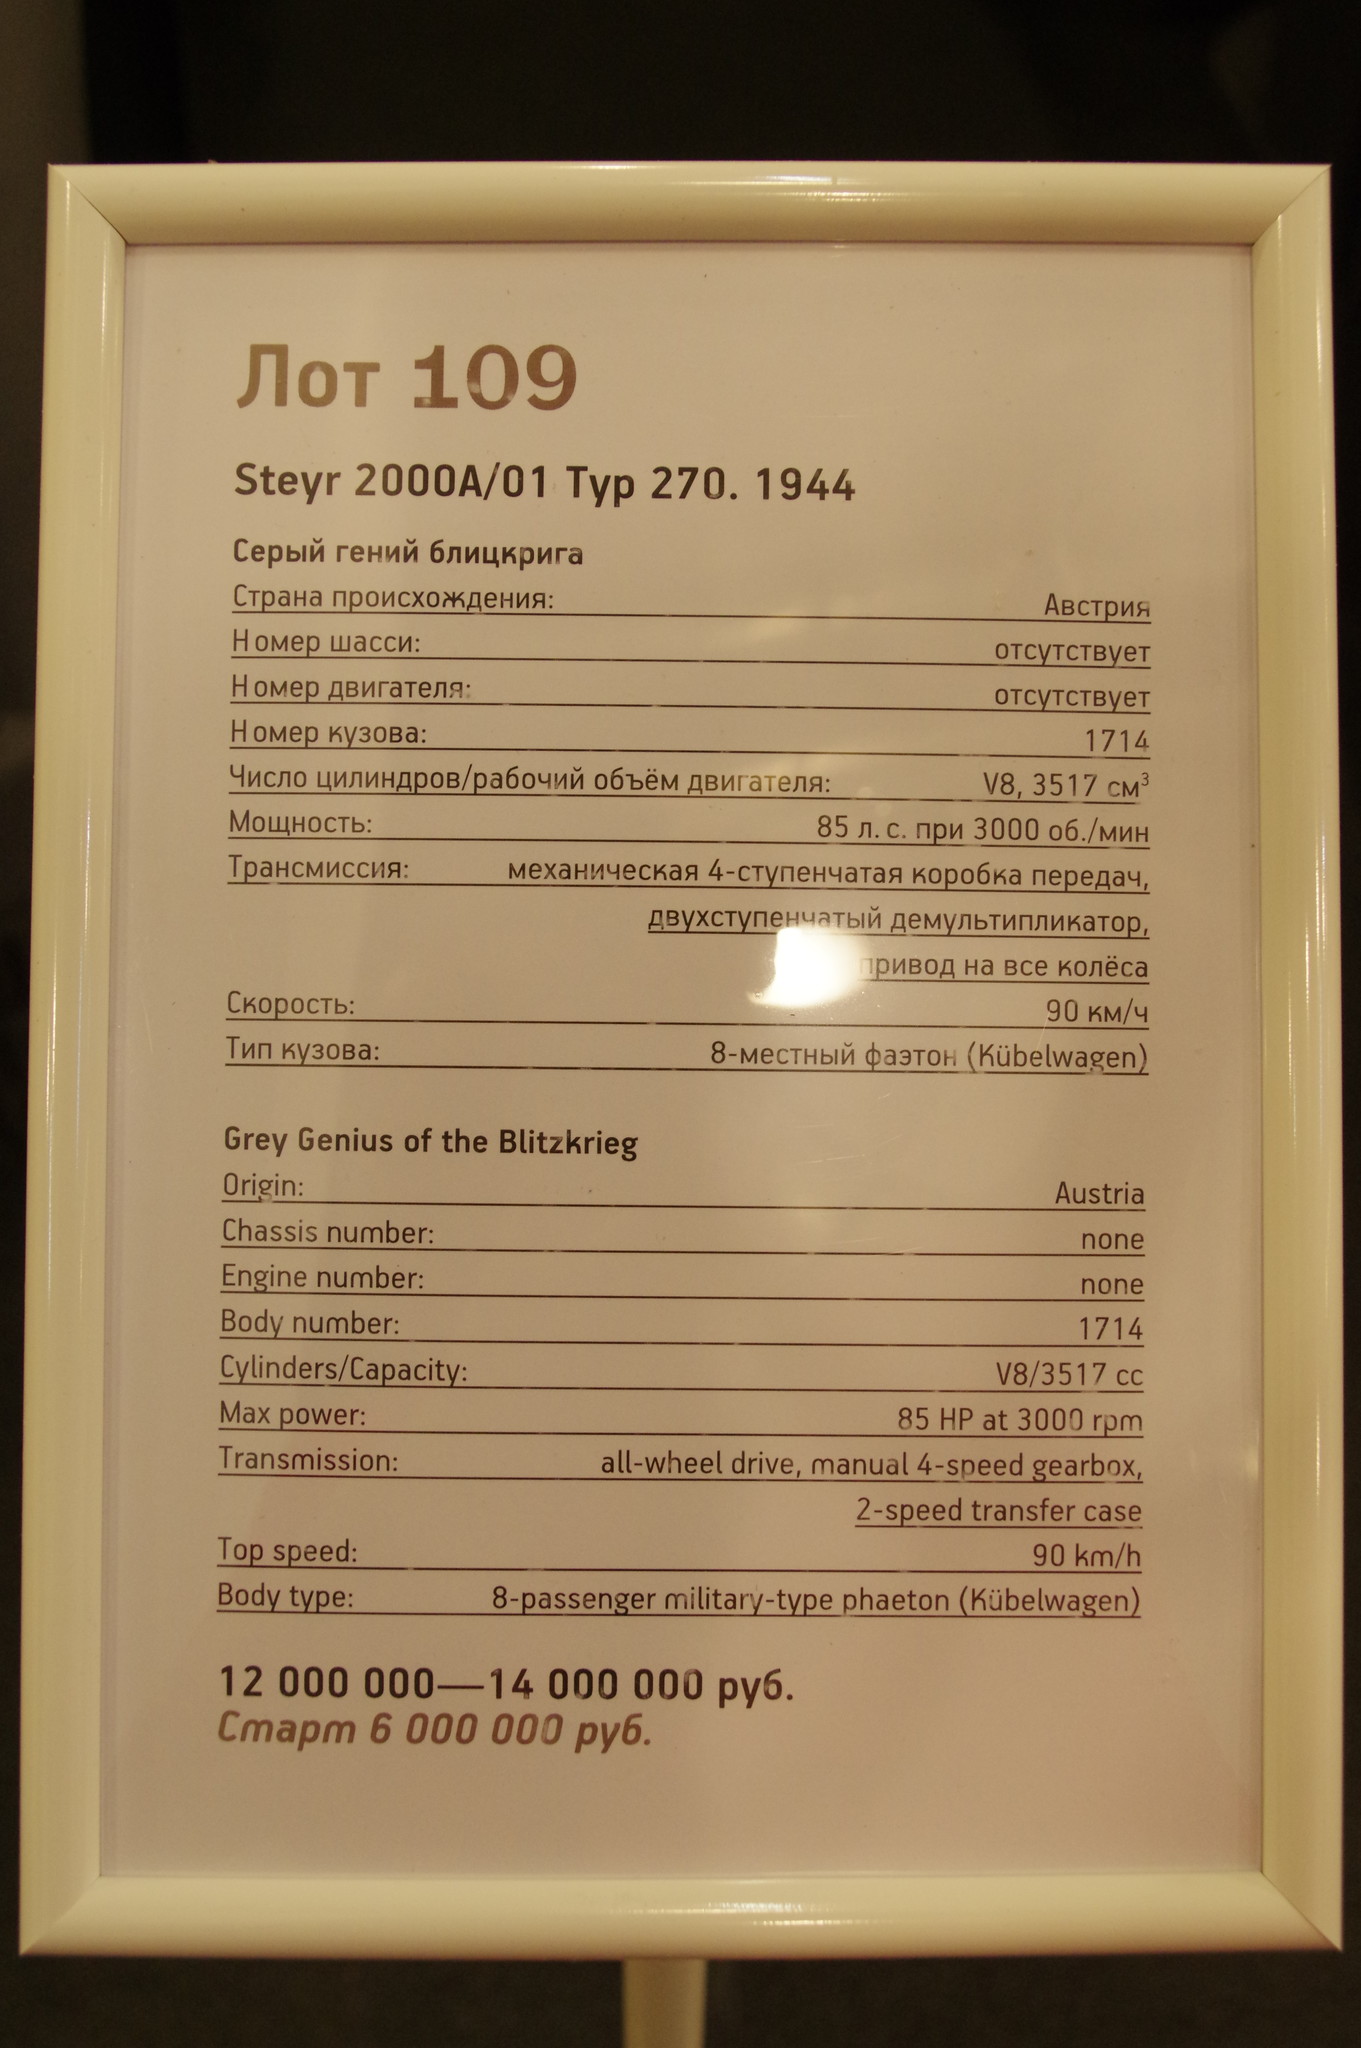 Лот 109
Steyr 2000A/01 Typ 270. 1944
Серый гений блицкрига
Страна происхождения: Австрия
Номер шасси: отсутствует
Номер двигателя: отсутствует
Номер кузова: 1714
Число цилиндров/рабочий объём двигателя: V8, 3517 см³
Мощность: 85 л. с. при 3000 об./мин
Трансмиссия: механическая 4-ступенчатая коробка передач,
двухступенчатый демультипликатор,
привод на все колёса
Скорость: 90 км/ч
Тип кузова: 8-местный фаэтон (Kübelwagen)
Grey Genius of the Blitzkrieg
Origin: Austria
Chassis number: none
Engine number: none
Body number: 1714
Cylinders/Capacity: V8/3517 cc
Max power: 85 HP at 3000 rpm
Transmission: all-wheel drive, manual 4-speed gearbox,
2-speed transfer case
Top speed: 90 km/h
Body type: 8-passenger military-type phaeton (Kübelwagen)
12 000 000—14 000 000 руб.
Старт 6 000 000 руб.